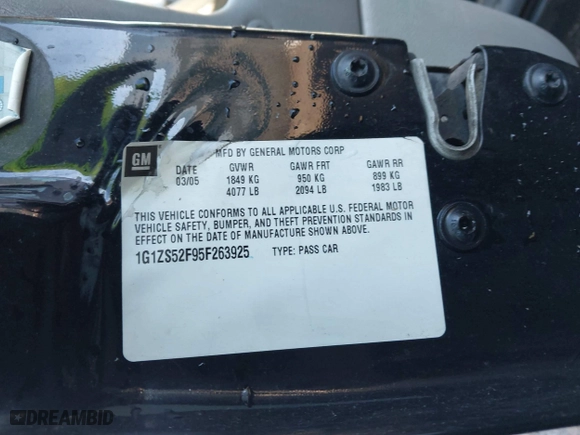 GM
MFD BY GENERAL MOTORS CORP
DATE GVWR GAWR FRT GAWR RR
03/05 1849 KG 950 KG 899 KG
4077 LB 2094 LB 1983 LB
THIS VEHICLE CONFORMS TO ALL APPLICABLE U.S. FEDERAL MOTOR
VEHICLE SAFETY, BUMPER, AND THEFT PREVENTION STANDARDS IN
EFFECT ON THE DATE OF MANUFACTURE SHOWN ABOVE.
1G1ZS52F95F263925 TYPE: PASS CAR
DREAMBID